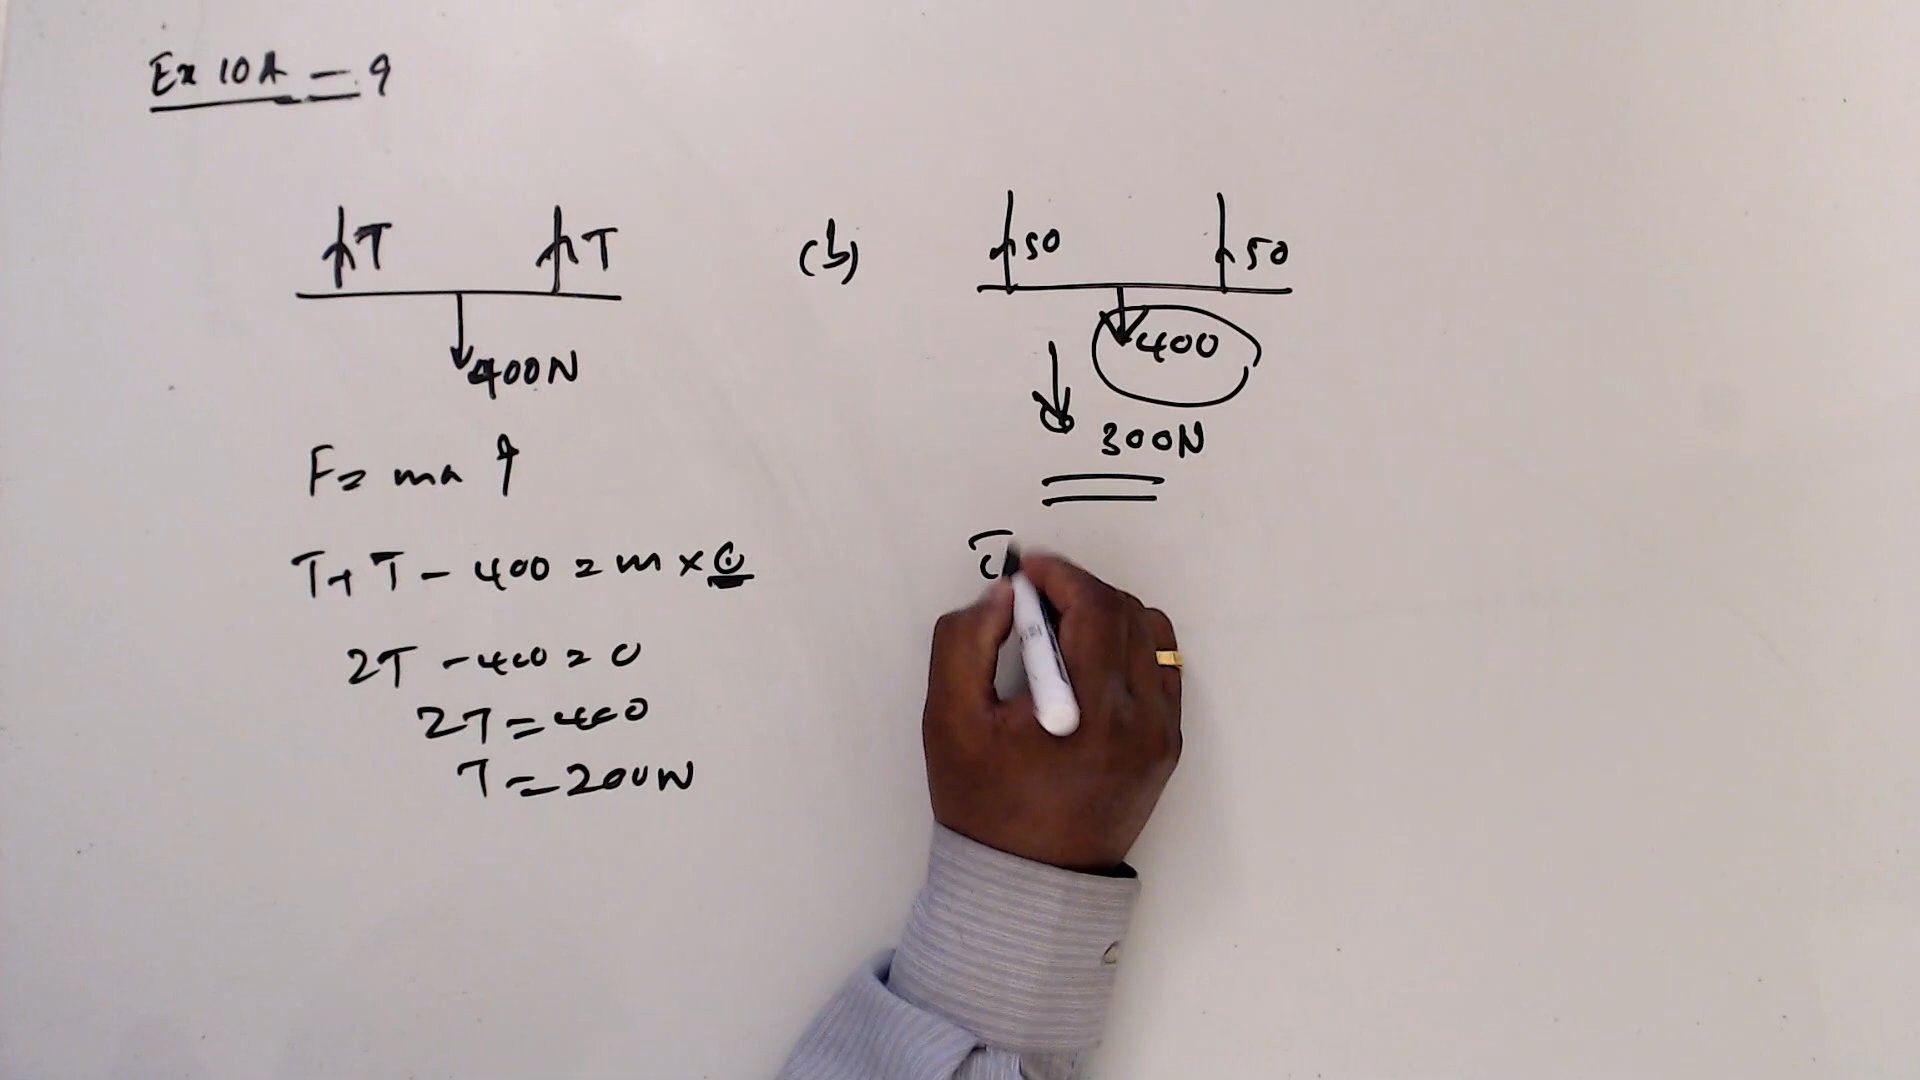 Ex 10A - 9
T T
400N
F = ma ↑
T + T - 400 = m × 0
2T - 400 = 0
2T = 400
T = 200N
(b)
50 50
400
300N